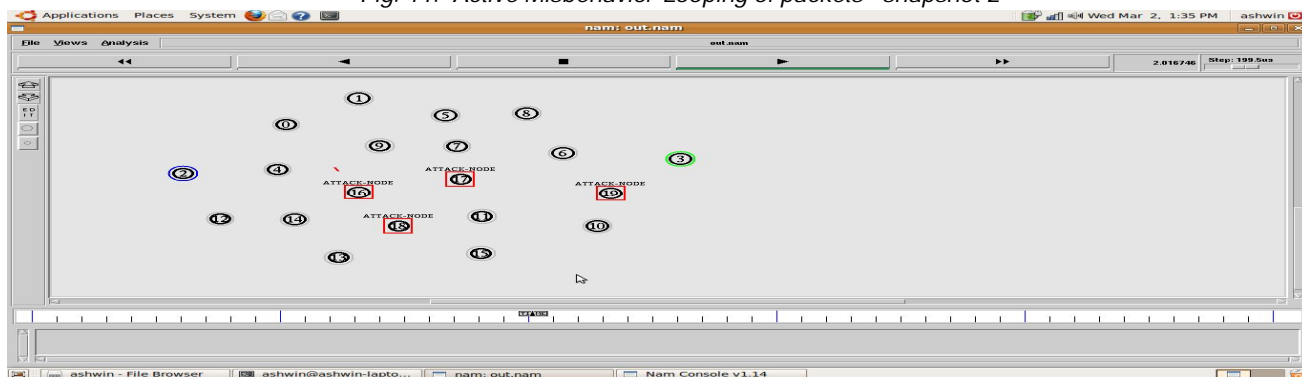 Fig. 11. Active Misbehavior-Looping of packets - snapshot 2
Applications Places System Wed Mar 2, 1:35 PM ashwin
nam: out.nam
File Views Analysis out.nam
2.016746 Step: 199.5us
EDIT
1
5
8
0
9
7
6
3
2
4
ATTACK-NODE
17
ATTACK-NODE
16
ATTACK-NODE
19
12
14
ATTACK-NODE
18
11
10
13
15
ashwin - File Browser ashwin@ashwin-lapto... nam: out.nam Nam Console v1.14